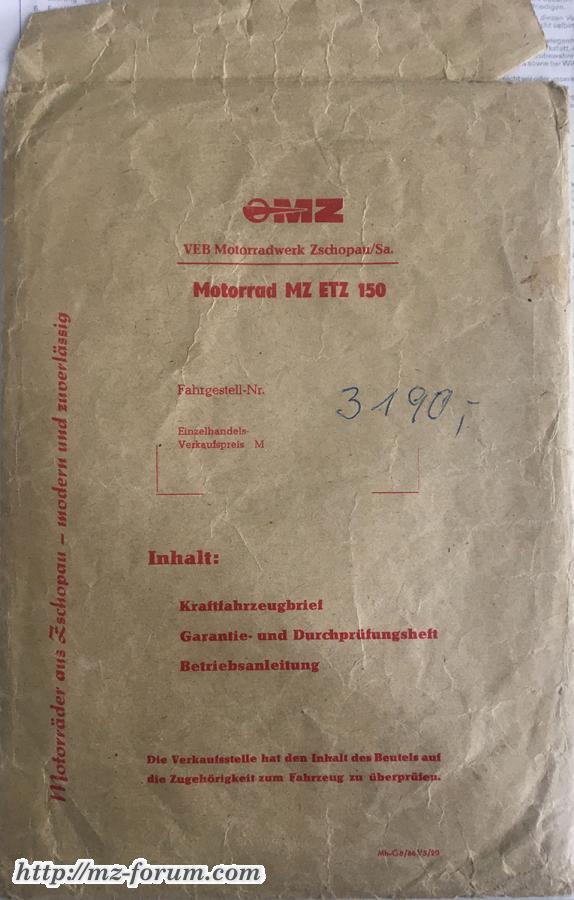 MZ
VEB Motorradwerk Zschopau/Sa.
Motorrad MZ ETZ 150
Fahrgestell-Nr.
3190,-
Einzelhandels-
Verkaufspreis M
Motorräder aus Zschopau – modern und zuverlässig
Inhalt:
Kraftfahrzeugbrief
Garantie- und Durchprüfungsheft
Betriebsanleitung
Die Verkaufsstelle hat den Inhalt des Beutels auf
die Zugehörigkeit zum Fahrzeug zu überprüfen.
http://mz-forum.com